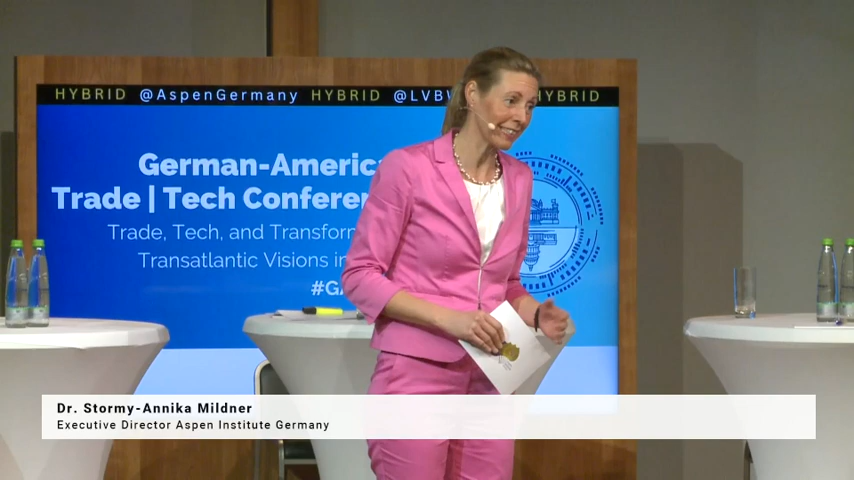 HYBRID @AspenGermany HYBRID @LVBW HYBRID
German-America
Trade | Tech Conferen
Trade, Tech, and Transform
Transatlantic Visions in
#GA
Dr. Stormy-Annika Mildner
Executive Director Aspen Institute Germany